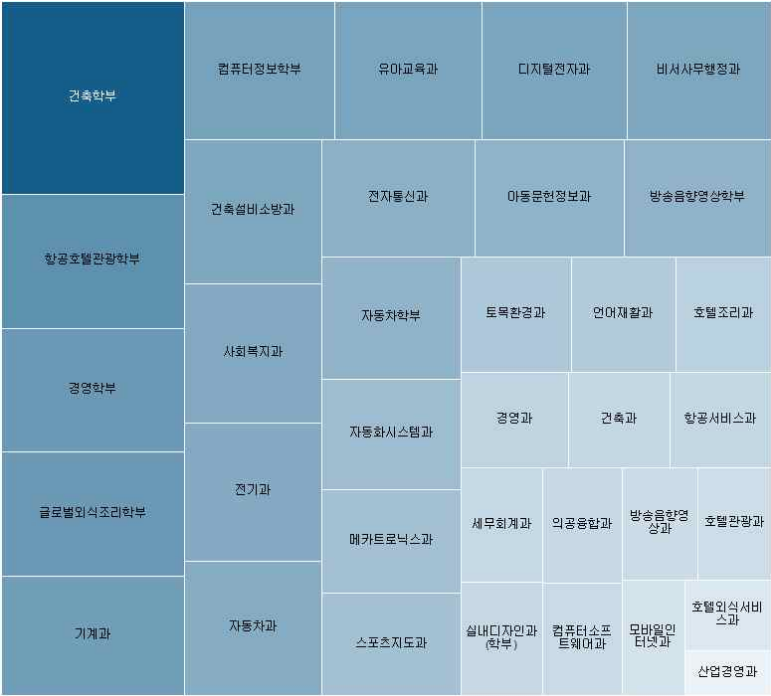 건축학부
항공호텔관광학부
경영학부
글로벌외식조리학부
기계과
컴퓨터정보학부
유아교육과
디지털전자과
비서사무행정과
건축설비소방과
사회복지과
전기과
자동차과
전자통신과
아동문헌정보과
방송음향영상학부
자동차학부
자동화시스템과
메카트로닉스과
스포츠지도과
토목환경과
언어재활과
호텔조리과
경영과
건축과
항공서비스과
세무회계과
의공융합과
방송음향영
상과
호텔관광과
실내디자인과
(학부)
컴퓨터소프
트웨어과
모바일인
터넷과
호텔외식서비
스과
산업경영과